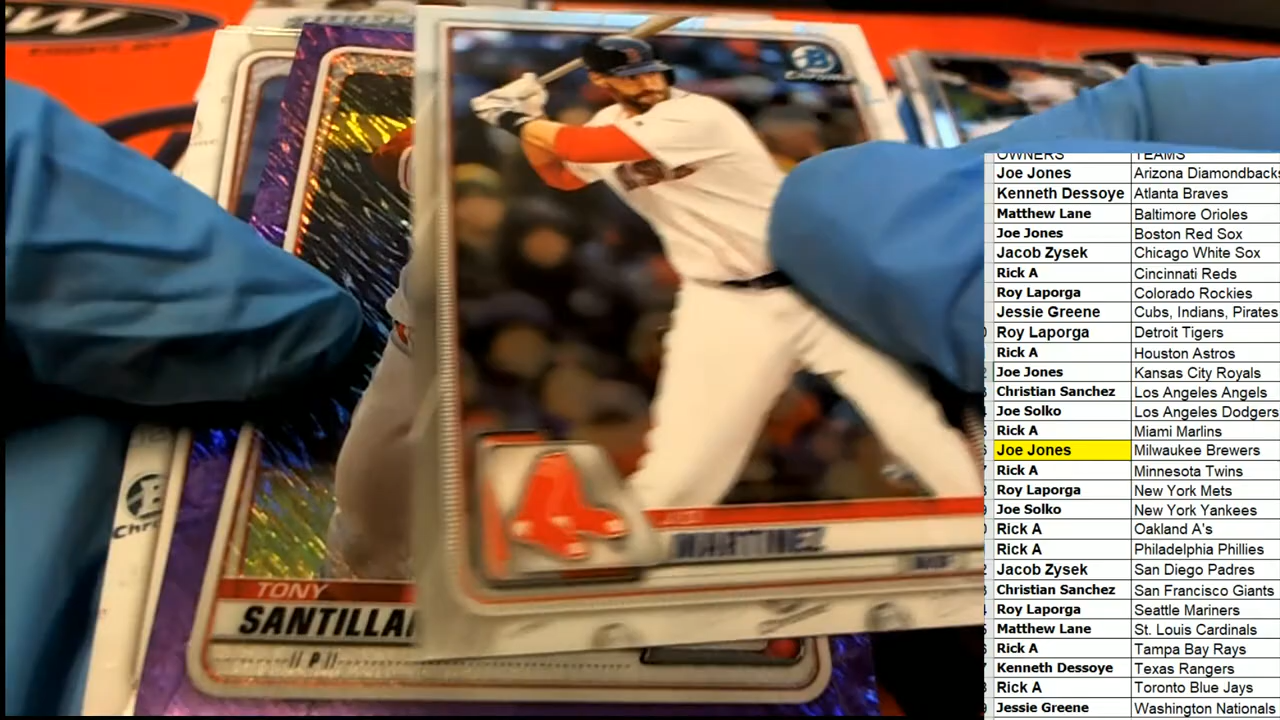 W
OWNERS TEAMS
Joe Jones Arizona Diamondbacks
Kenneth Dessoye Atlanta Braves
Matthew Lane Baltimore Orioles
Joe Jones Boston Red Sox
Jacob Zysek Chicago White Sox
Rick A Cincinnati Reds
Roy Laporga Colorado Rockies
Jessie Greene Cubs, Indians, Pirates
Roy Laporga Detroit Tigers
Rick A Houston Astros
Joe Jones Kansas City Royals
Christian Sanchez Los Angeles Angels
Joe Solko Los Angeles Dodgers
Rick A Miami Marlins
Joe Jones Milwaukee Brewers
Rick A Minnesota Twins
Roy Laporga New York Mets
Joe Solko New York Yankees
Rick A Oakland A's
Rick A Philadelphia Phillies
Jacob Zysek San Diego Padres
Christian Sanchez San Francisco Giants
Roy Laporga Seattle Mariners
Matthew Lane St. Louis Cardinals
Rick A Tampa Bay Rays
Kenneth Dessoye Texas Rangers
Rick A Toronto Blue Jays
Jessie Greene Washington Nationals
B
MARTINEZ
B
Chr
TONY
SANTILLA
P